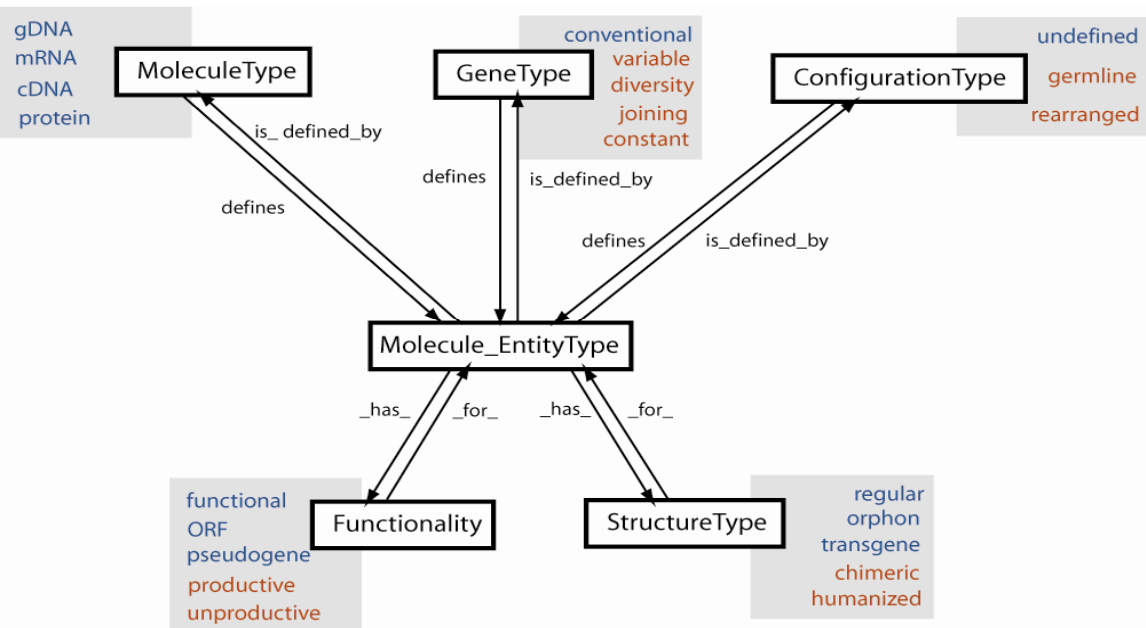 gDNA
mRNA
cDNA
protein
MoleculeType
conventional
variable
diversity
joining
constant
GeneType
undefined
germline
rearranged
ConfigurationType
is_ defined_by
defines
defines
is_defined_by
defines
is_defined_by
Molecule_EntityType
_has_
_for_
_has_
_for_
functional
ORF
pseudogene
productive
unproductive
Functionality
StructureType
regular
orphon
transgene
chimeric
humanized